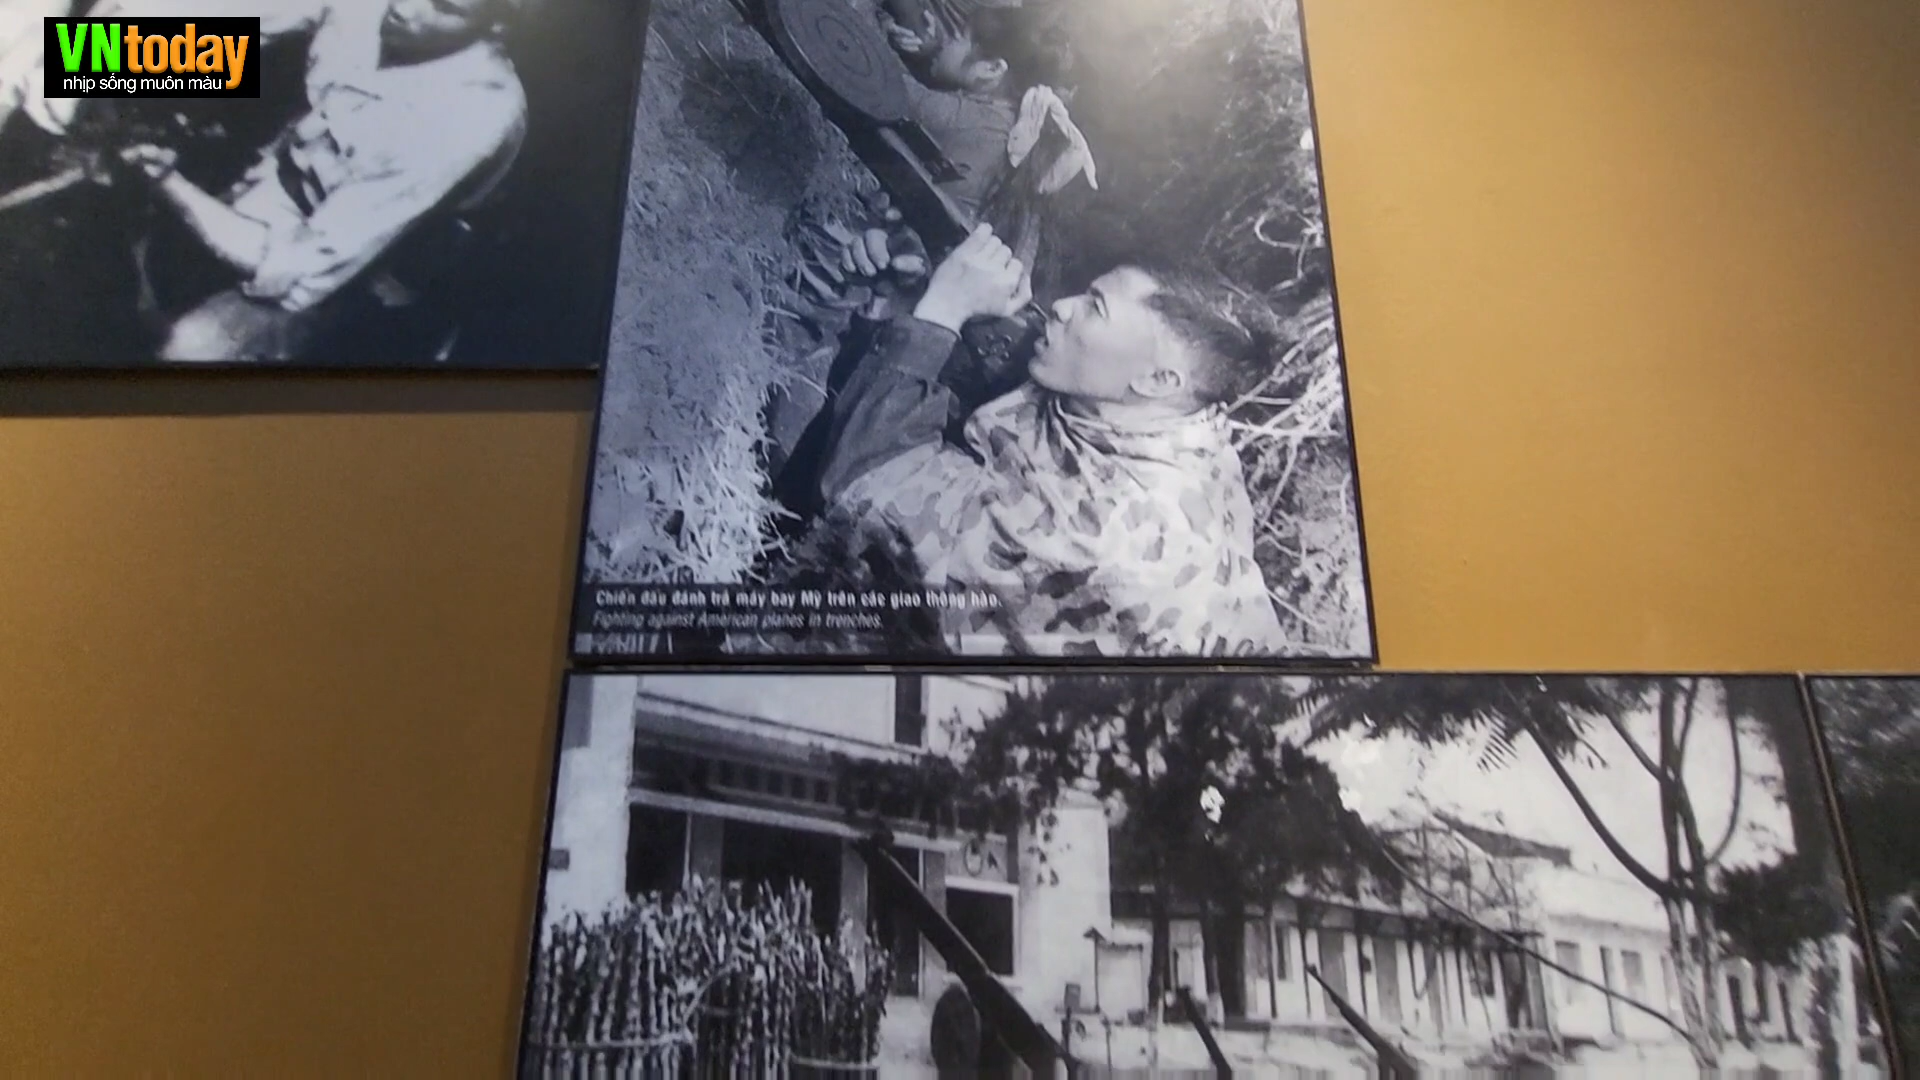 VNtoday
nhịp sống muôn màu
Chiến đấu đánh trả máy bay Mỹ trên các giao thông hào.
Fighting against American planes in trenches.